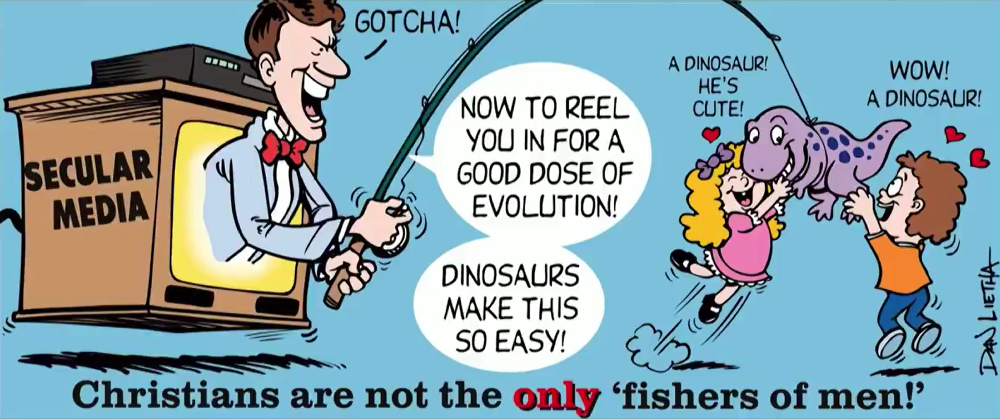 GOTCHA!
SECULAR
MEDIA
NOW TO REEL
YOU IN FOR A
GOOD DOSE OF
EVOLUTION!
DINOSAURS
MAKE THIS
SO EASY!
A DINOSAUR!
HE'S
CUTE!
WOW!
A DINOSAUR!
DAN LIETHA
Christians are not the only ‘fishers of men!’